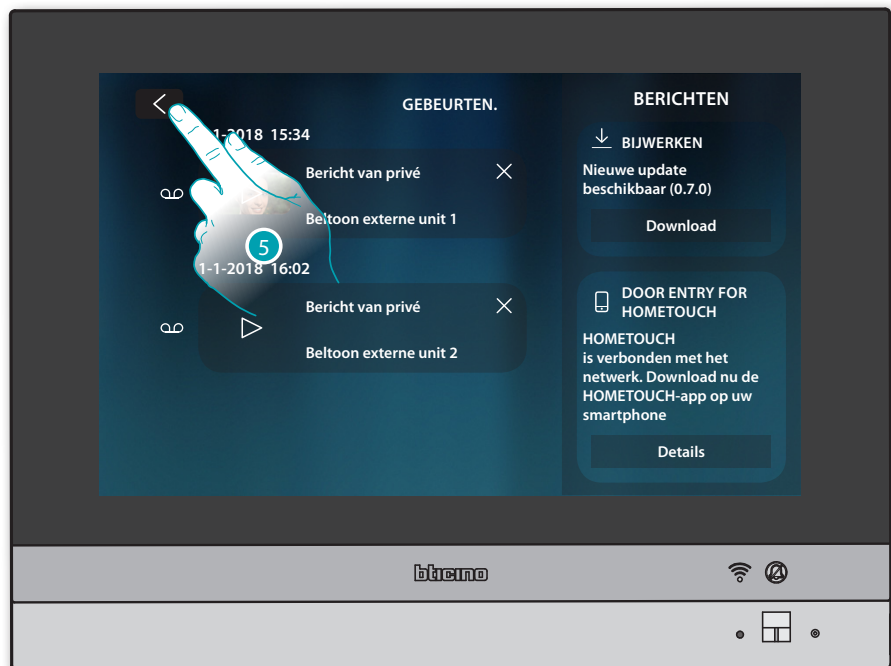 GEBEURTEN.
1-2018 15:34
Bericht van privé
Beltoon externe unit 1
5
1-1-2018 16:02
Bericht van privé
Beltoon externe unit 2
BERICHTEN
BIJWERKEN
Nieuwe update
beschikbaar (0.7.0)
Download
DOOR ENTRY FOR
HOMETOUCH
HOMETOUCH
is verbonden met het
netwerk. Download nu de
HOMETOUCH-app op uw
smartphone
Details
bticino